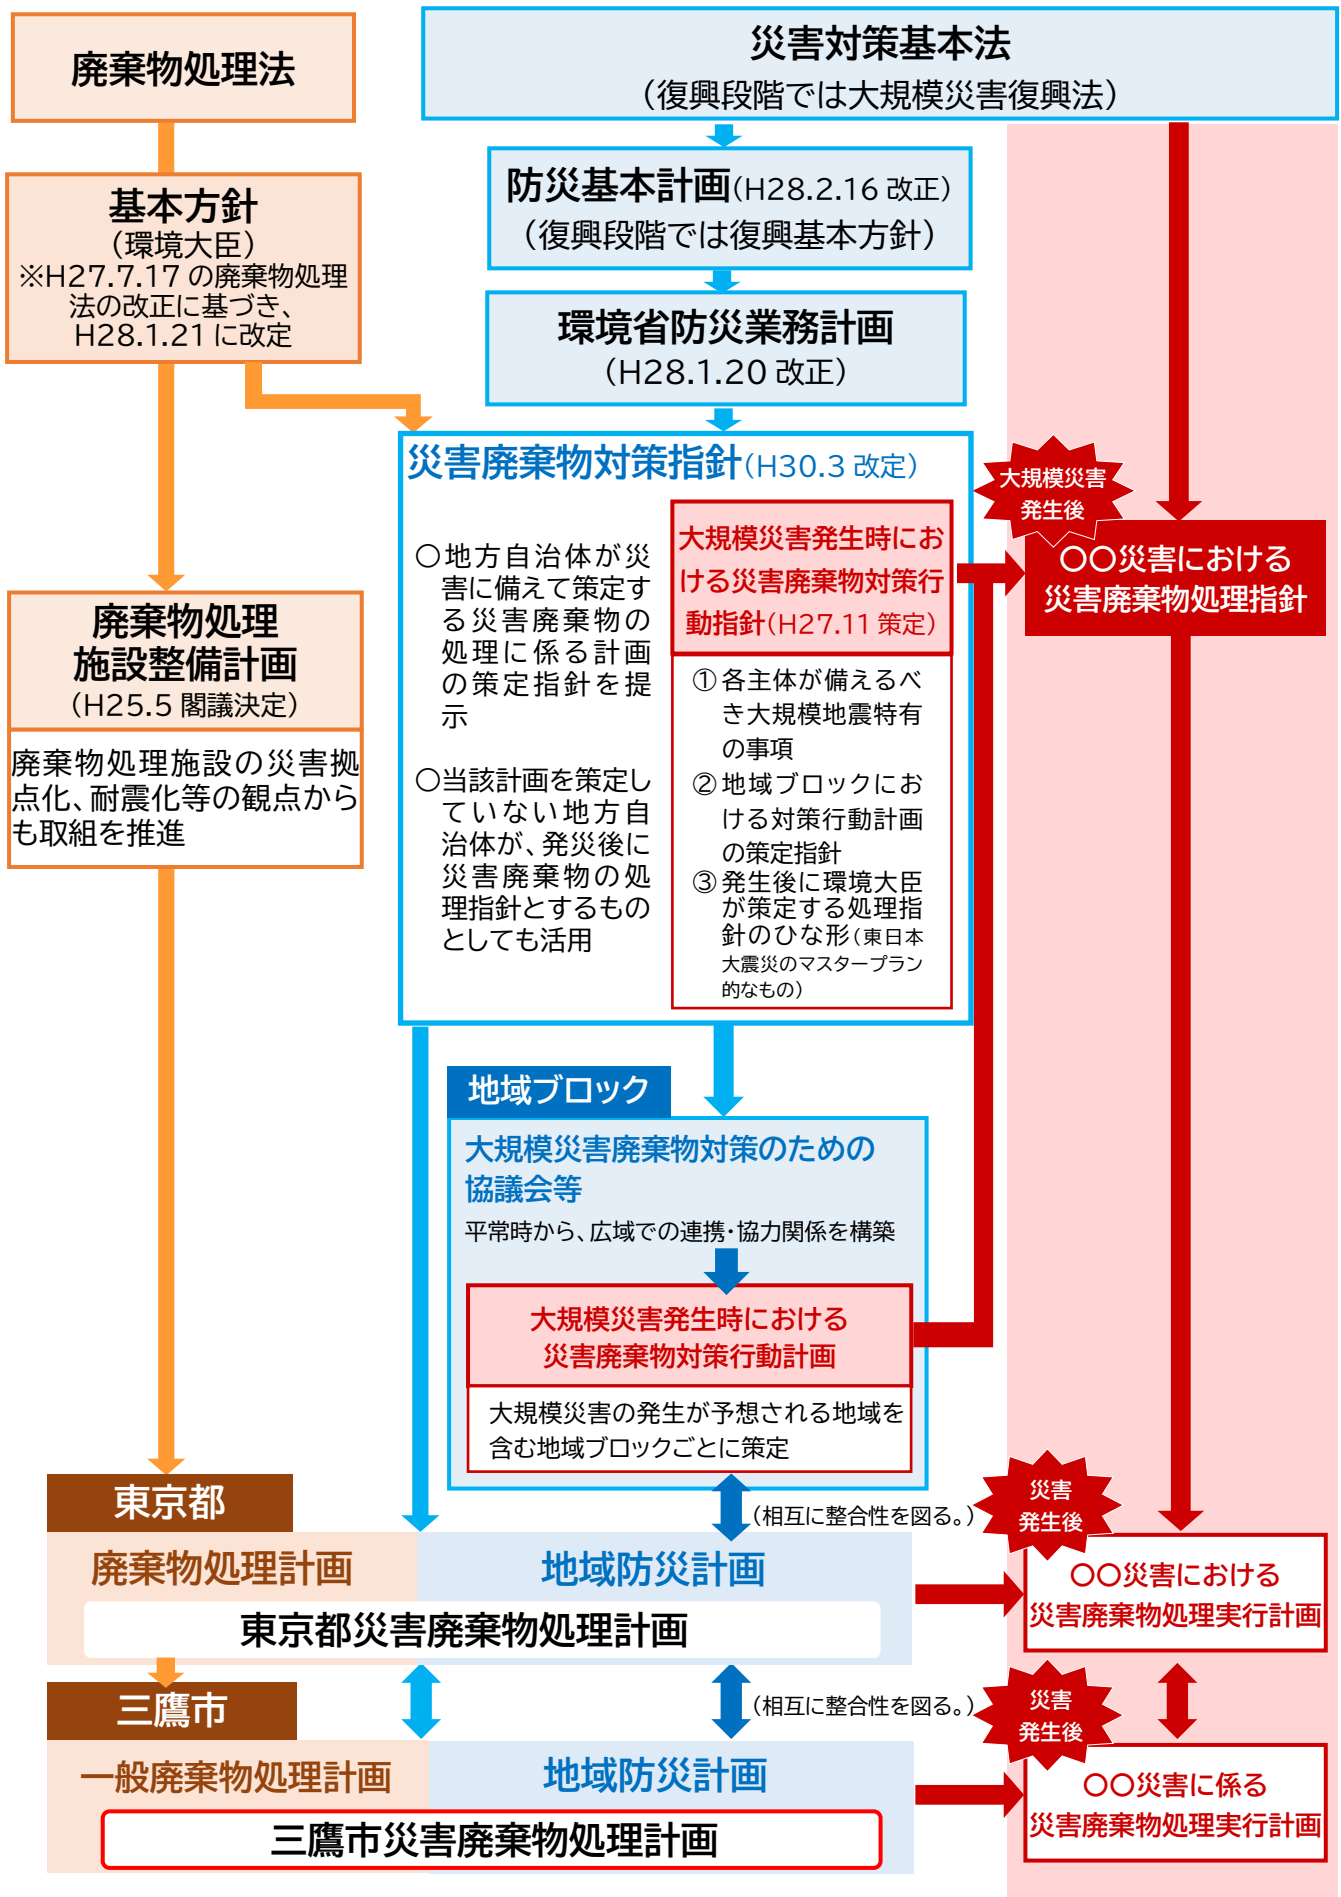 廃棄物処理法
災害対策基本法
（復興段階では大規模災害復興法）
基本方針
（環境大臣）
※H27.7.17 の廃棄物処理
法の改正に基づき、
H28.1.21 に改定
防災基本計画（H28.2.16 改正）
（復興段階では復興基本方針）
環境省防災業務計画
（H28.1.20 改正）
災害廃棄物対策指針（H30.3 改定）
〇地方自治体が災
害に備えて策定す
る災害廃棄物の
処理に係る計画
の策定指針を提
示
〇当該計画を策定し
ていない地方自
治体が、発災後に
災害廃棄物の処
理指針とするもの
としても活用
大規模災害発生時にお
ける災害廃棄物対策行
動指針（H27.11 策定）
① 各主体が備えるべ
き大規模地震特有
の事項
② 地域ブロックにお
ける対策行動計画
の策定指針
③ 発生後に環境大臣
が策定する処理指
針のひな形（東日本
大震災のマスタープラン
的なもの）
大規模災害
発生後
〇〇災害における
災害廃棄物処理指針
廃棄物処理
施設整備計画
（H25.5 閣議決定）
廃棄物処理施設の災害拠
点化、耐震化等の観点から
も取組を推進
地域ブロック
大規模災害廃棄物対策のための
協議会等
平常時から、広域での連携・協力関係を構築
大規模災害発生時における
災害廃棄物対策行動計画
大規模災害の発生が予想される地域を
含む地域ブロックごとに策定
（相互に整合性を図る。）
東京都
廃棄物処理計画
地域防災計画
東京都災害廃棄物処理計画
災害
発生後
〇〇災害における
災害廃棄物処理実行計画
（相互に整合性を図る。）
三鷹市
一般廃棄物処理計画
地域防災計画
三鷹市災害廃棄物処理計画
災害
発生後
〇〇災害に係る
災害廃棄物処理実行計画